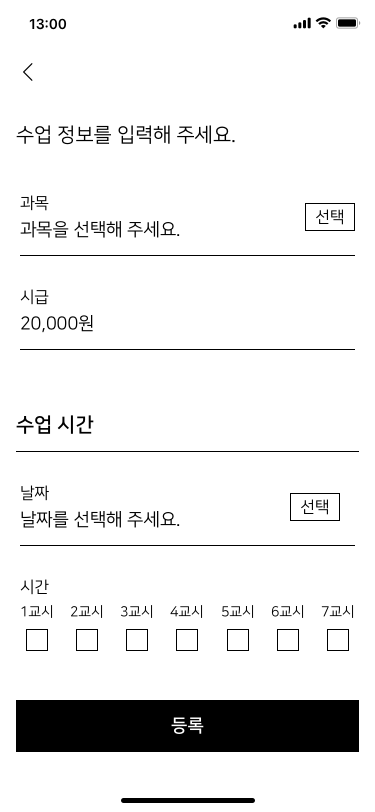 13:00
수업 정보를 입력해 주세요.
과목
과목을 선택해 주세요.
선택
시급
20,000원
수업 시간
날짜
날짜를 선택해 주세요.
선택
시간
1교시 2교시 3교시 4교시 5교시 6교시 7교시
등록